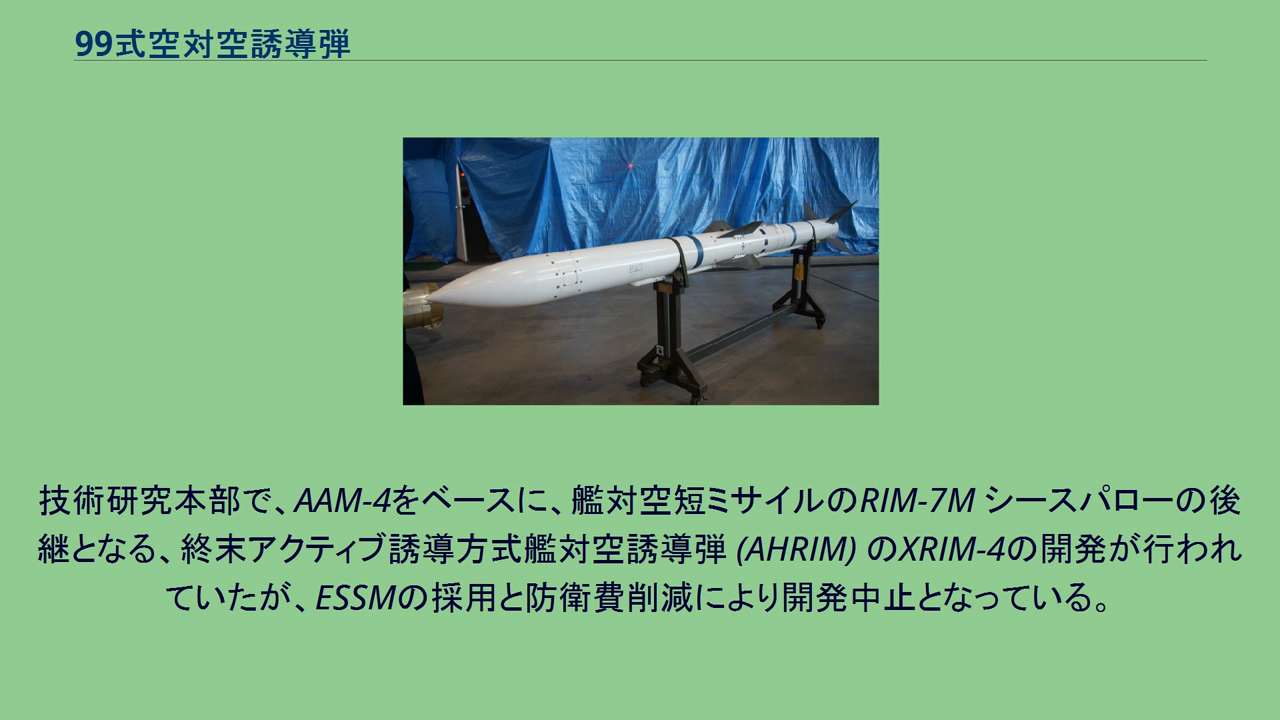 99式空対空誘導弾
技術研究本部で、AAM-4をベースに、艦対空短ミサイルのRIM-7M シースパローの後
継となる、終末アクティブ誘導方式艦対空誘導弾 (AHRIM) のXRIM-4の開発が行われ
ていたが、ESSMの採用と防衛費削減により開発中止となっている。